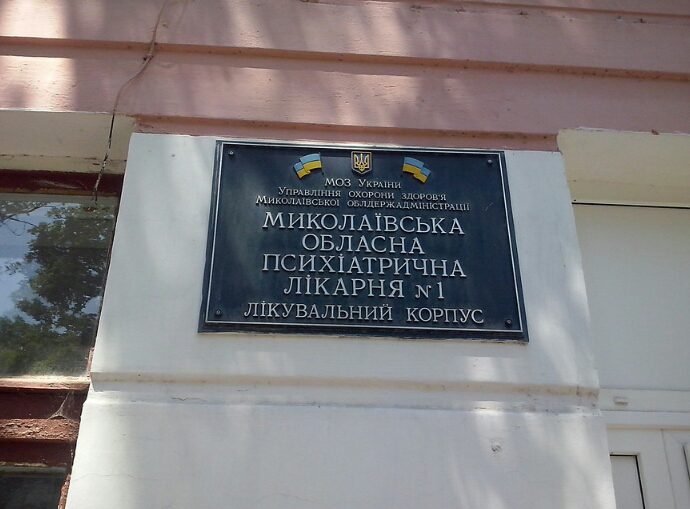 МОЗ України
Управління охорони здоров'я
Миколаївської облдержадміністрації
Миколаївська
обласна
психіатрична
лікарня №1
лікувальний корпус